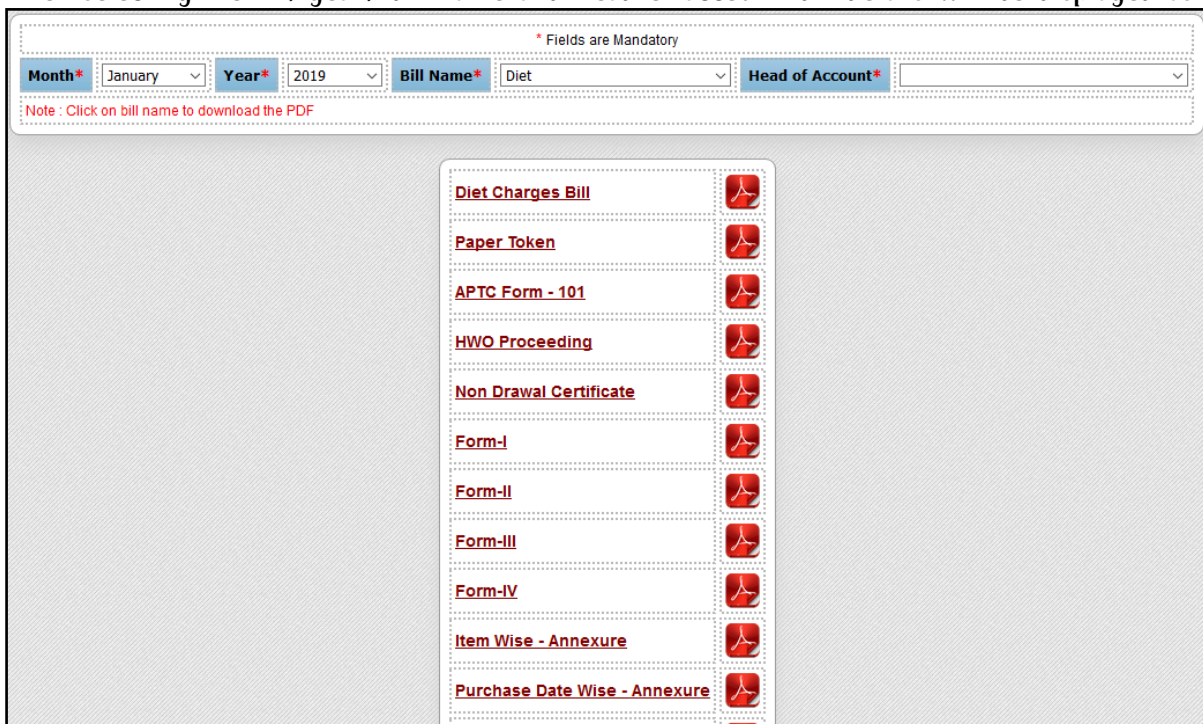 * Fields are Mandatory
Month* January Year* 2019 Bill Name* Diet Head of Account*
Note : Click on bill name to download the PDF
Diet Charges Bill
Paper Token
APTC Form - 101
HWO Proceeding
Non Drawal Certificate
Form-I
Form-II
Form-III
Form-IV
Item Wise - Annexure
Purchase Date Wise - Annexure